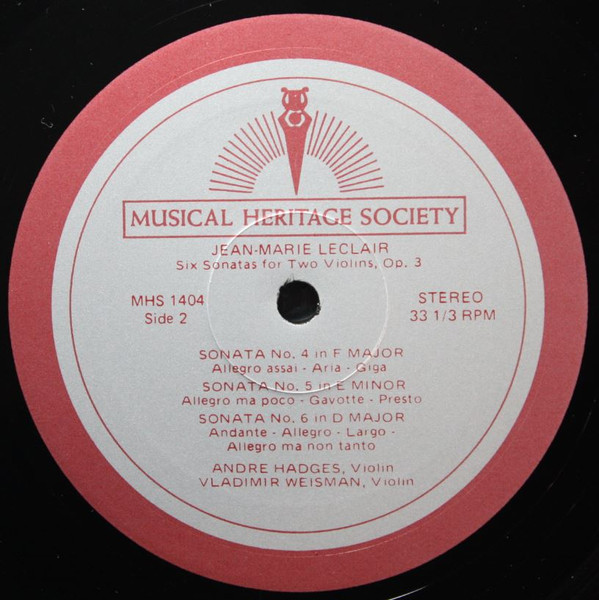 MUSICAL HERITAGE SOCIETY
JEAN-MARIE LECLAIR
Six Sonatas for Two Violins, Op. 3
MHS 1404
Side 2
STEREO
33 1/3 RPM
SONATA No. 4 in F MAJOR
Allegro assai - Aria - Giga
SONATA No. 5 in E MINOR
Allegro ma poco - Gavotte - Presto
SONATA No. 6 in D MAJOR
Andante - Allegro - Largo -
Allegro ma non tanto
ANDRE HADGES, Violin
VLADIMIR WEISMAN, Violin